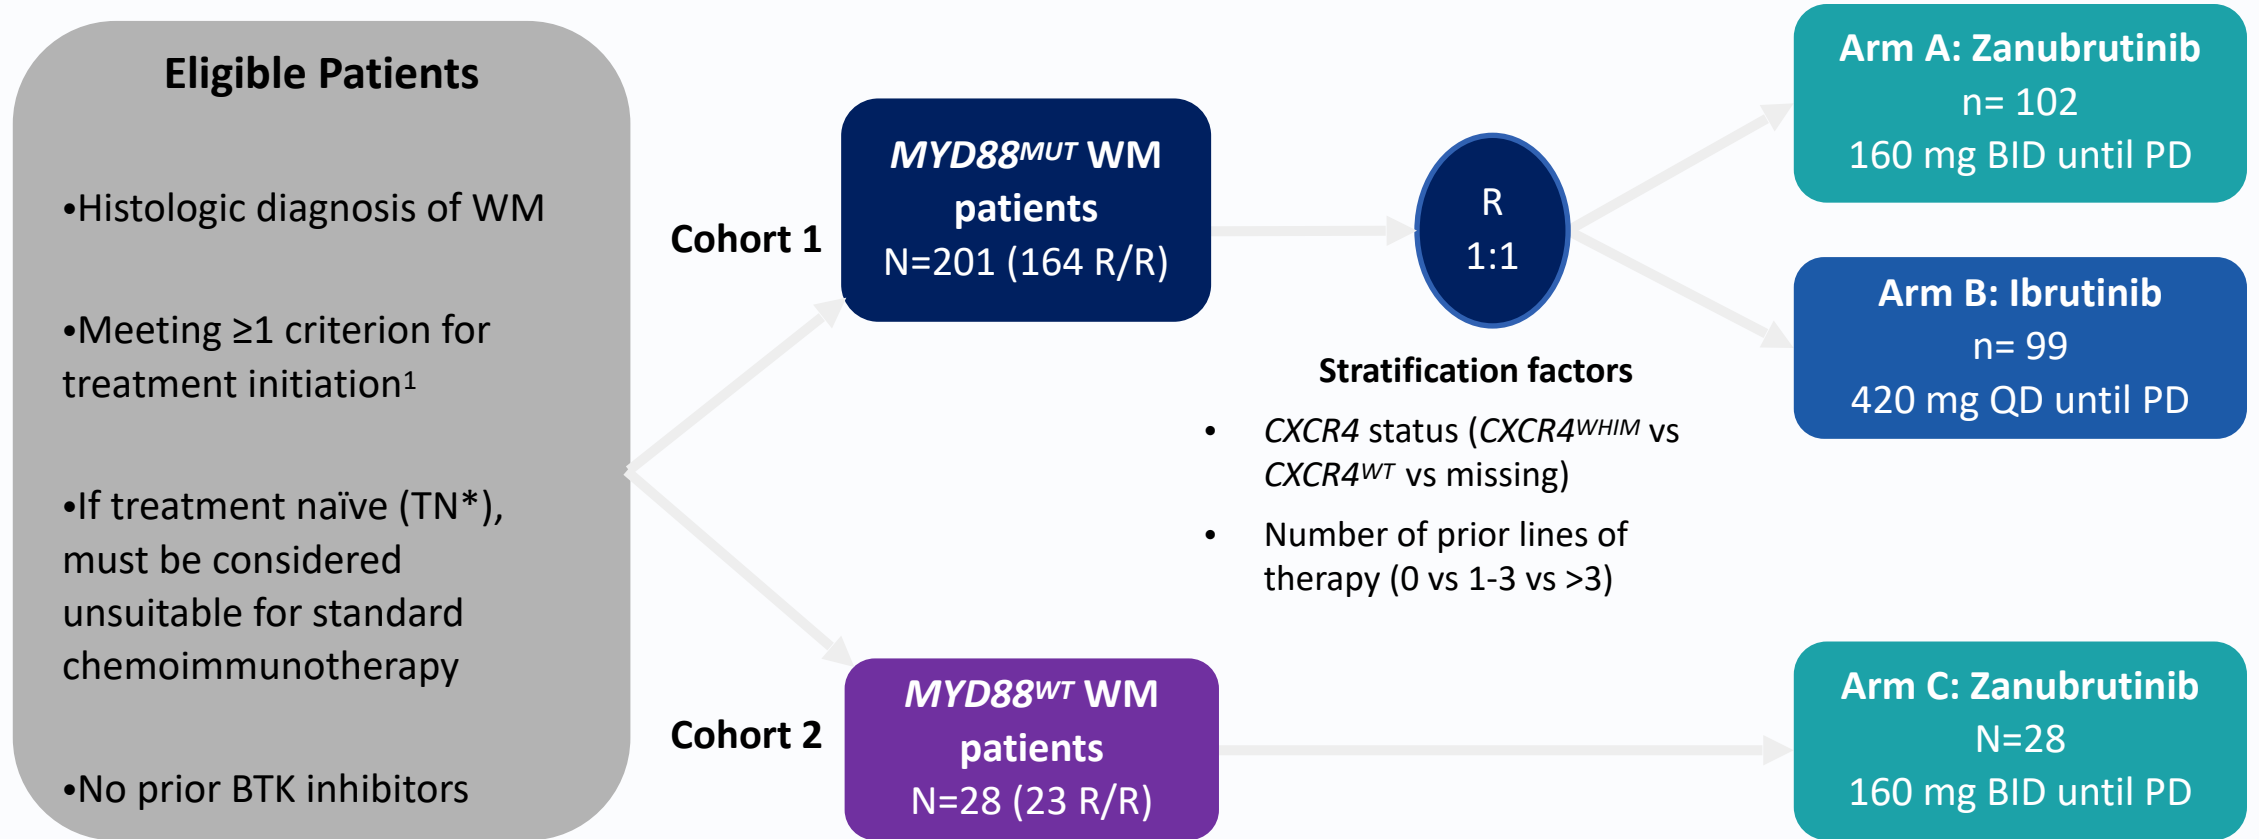 Eligible Patients
•Histologic diagnosis of WM
•Meeting ≥1 criterion for
treatment initiation¹
•If treatment naïve (TN*),
must be considered
unsuitable for standard
chemoimmunotherapy
•No prior BTK inhibitors
Cohort 1
MYD88ᴹᵁᵀ WM
patients
N=201 (164 R/R)
R
1:1
Stratification factors
• CXCR4 status (CXCR4ᵂᴴᴵᴹ vs
CXCR4ᵂᵀ vs missing)
• Number of prior lines of
therapy (0 vs 1-3 vs >3)
Arm A: Zanubrutinib
n= 102
160 mg BID until PD
Arm B: Ibrutinib
n= 99
420 mg QD until PD
Cohort 2
MYD88ᵂᵀ WM
patients
N=28 (23 R/R)
Arm C: Zanubrutinib
N=28
160 mg BID until PD